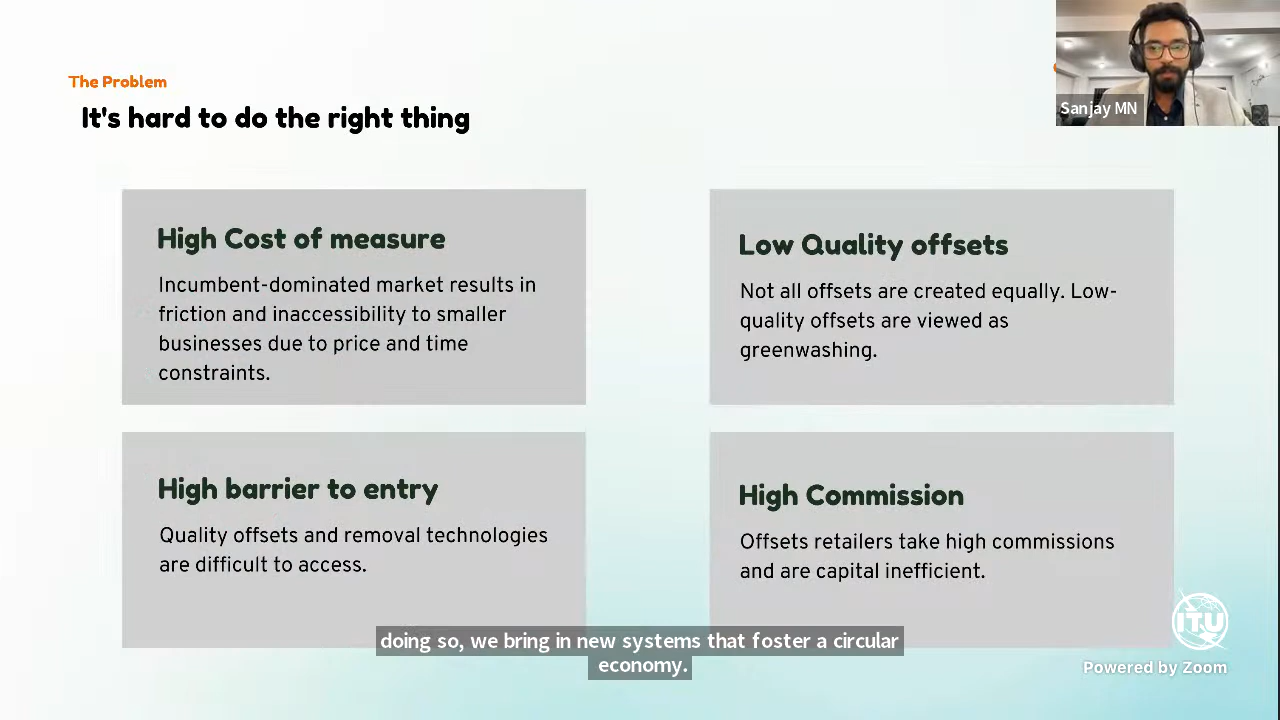 The Problem
It's hard to do the right thing
Sanjay MN
High Cost of measure
Incumbent-dominated market results in
friction and inaccessibility to smaller
businesses due to price and time
constraints.
Low Quality offsets
Not all offsets are created equally. Low-
quality offsets are viewed as
greenwashing.
High barrier to entry
Quality offsets and removal technologies
are difficult to access.
High Commission
Offsets retailers take high commissions
and are capital inefficient.
doing so, we bring in new systems that foster a circular
economy.
ITU
Powered by Zoom